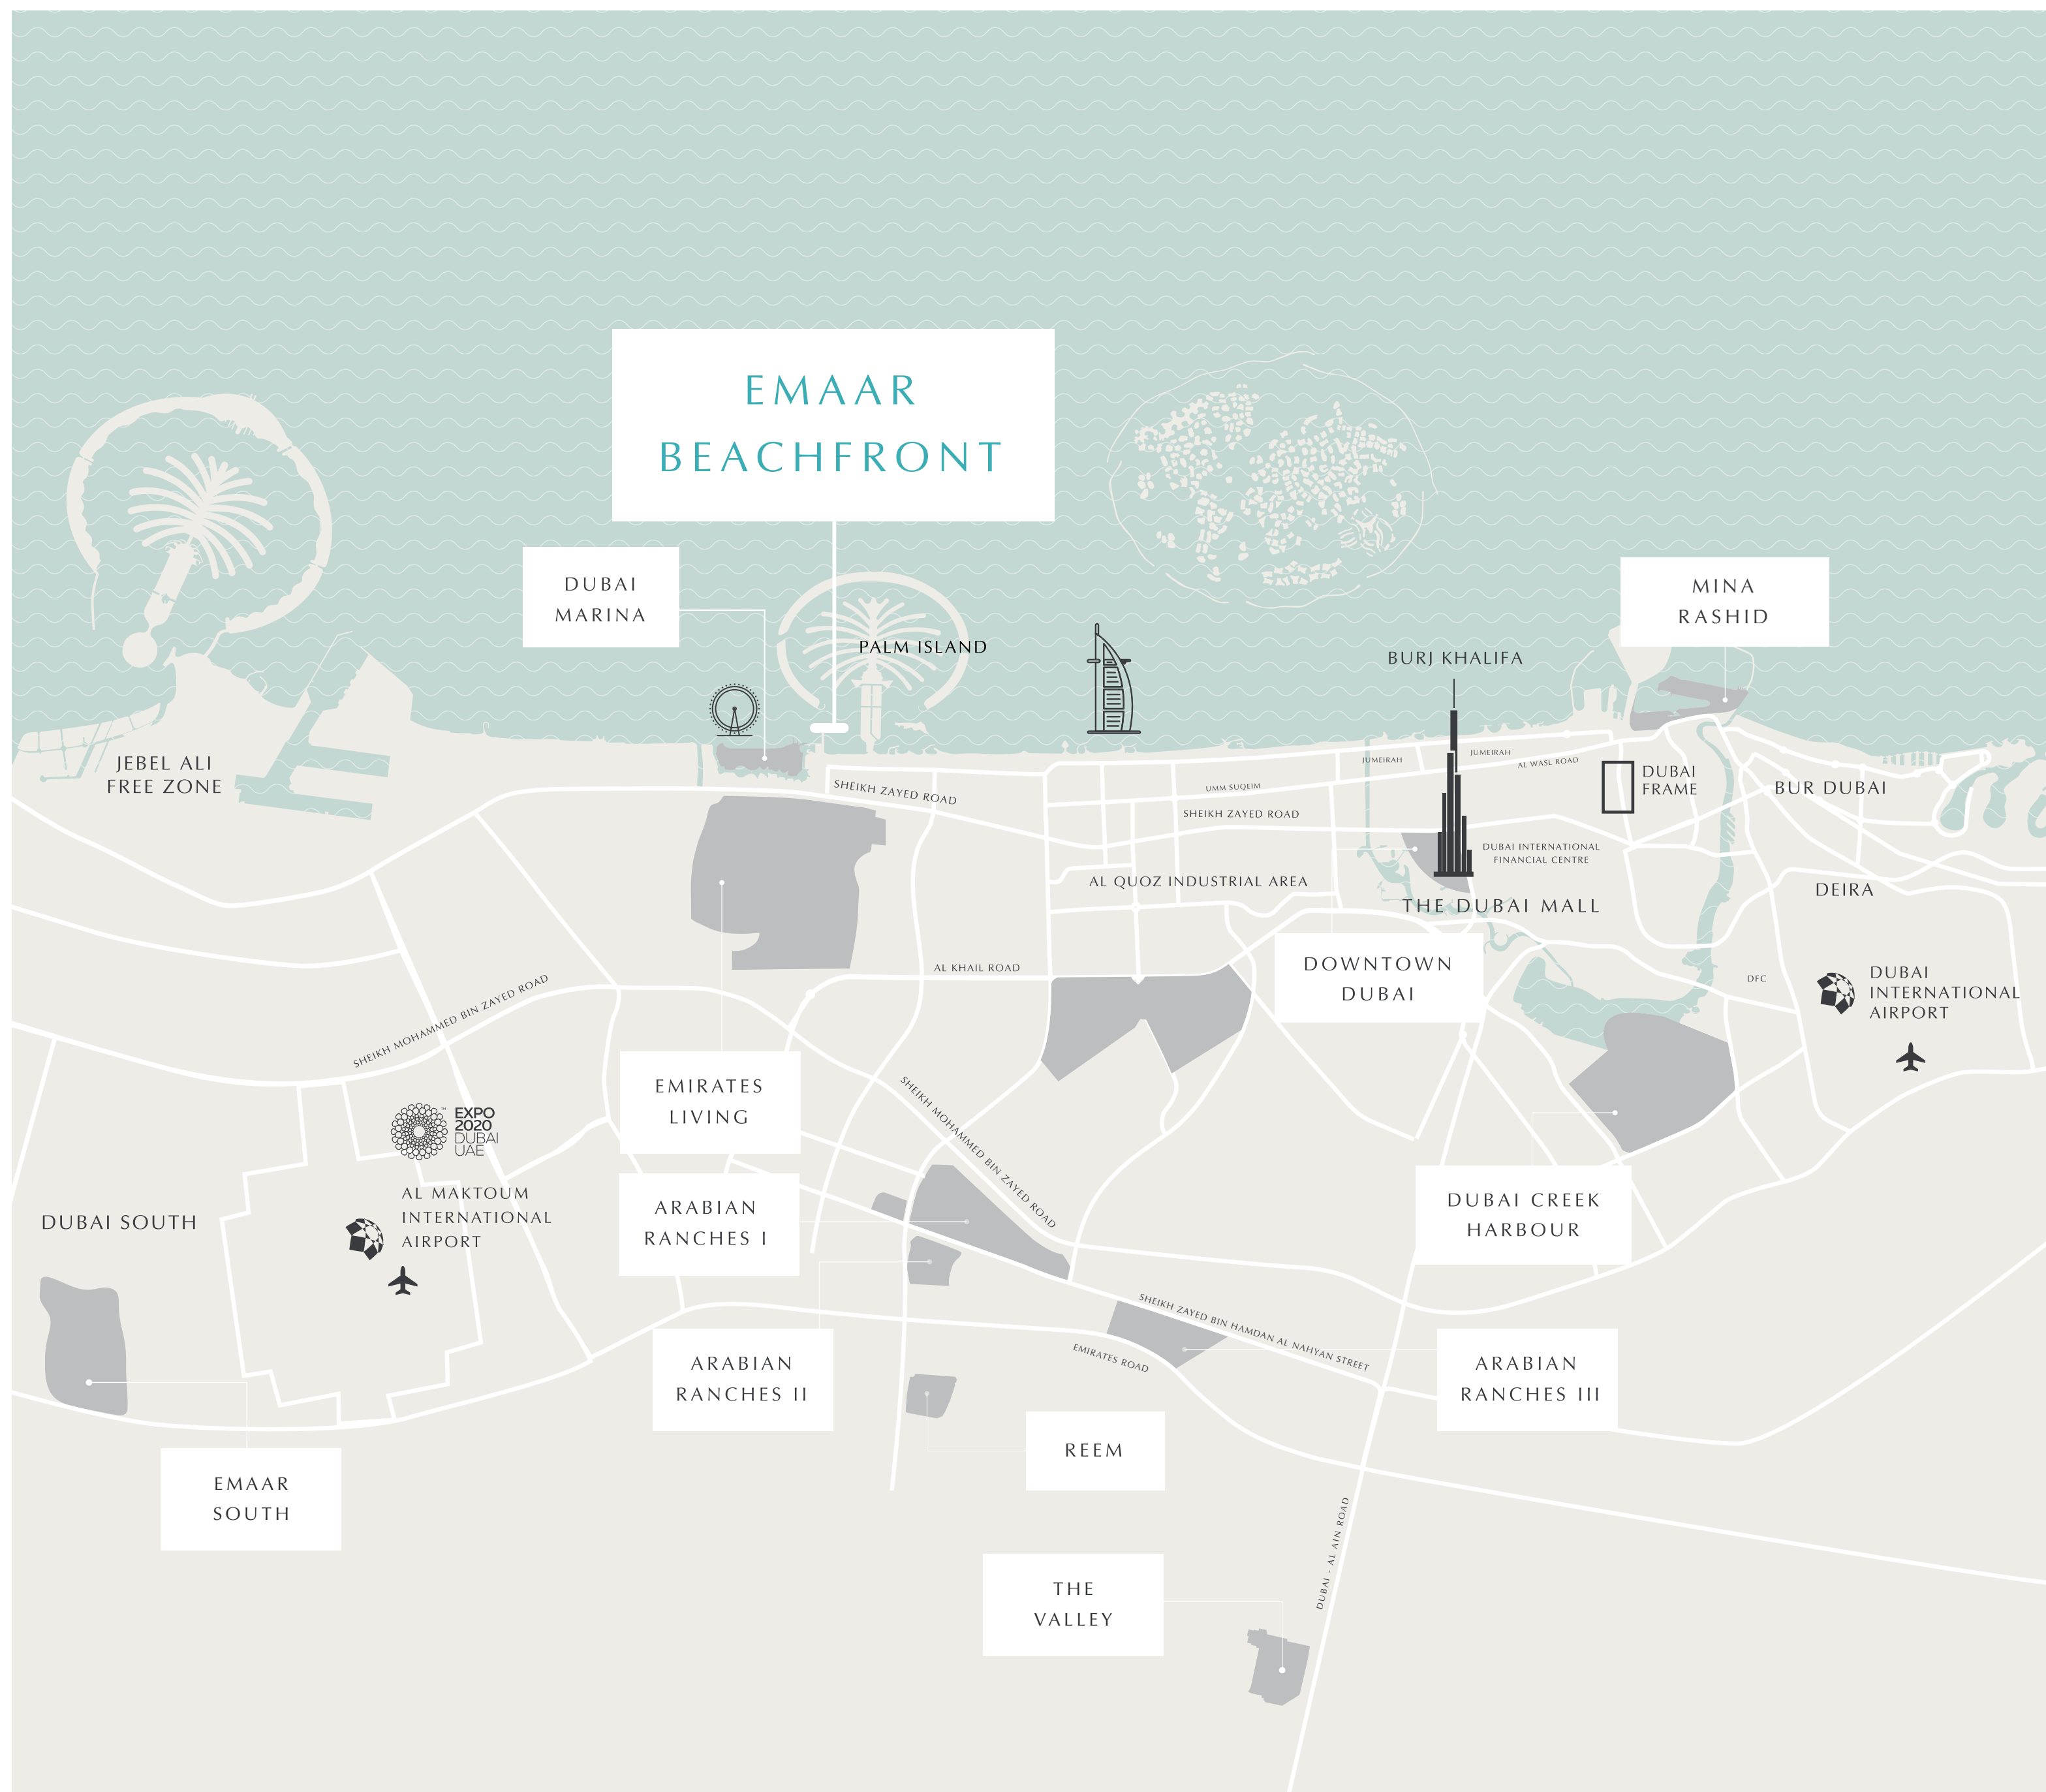 EMAAR
BEACHFRONT
DUBAI
MARINA
MINA
RASHID
PALM ISLAND
BURJ KHALIFA
JEBEL ALI
FREE ZONE
SHEIKH ZAYED ROAD
UMM SUQEIM
SHEIKH ZAYED ROAD
JUMEIRAH
JUMEIRAH
AL WASL ROAD
DUBAI
FRAME
BUR DUBAI
DUBAI INTERNATIONAL
FINANCIAL CENTRE
AL QUOZ INDUSTRIAL AREA
THE DUBAI MALL
DEIRA
DOWNTOWN
DUBAI
AL KHAIL ROAD
DFC
DUBAI
INTERNATIONAL
AIRPORT
SHEIKH MOHAMMED BIN ZAYED ROAD
EMIRATES
LIVING
SHEIKH MOHAMMED BIN ZAYED ROAD
EXPO
2020
DUBAI
UAE
™
AL MAKTOUM
INTERNATIONAL
AIRPORT
DUBAI SOUTH
ARABIAN
RANCHES I
DUBAI CREEK
HARBOUR
SHEIKH ZAYED BIN HAMDAN AL NAHYAN STREET
EMIRATES ROAD
ARABIAN
RANCHES II
ARABIAN
RANCHES III
REEM
EMAAR
SOUTH
DUBAI - AL AIN ROAD
THE
VALLEY